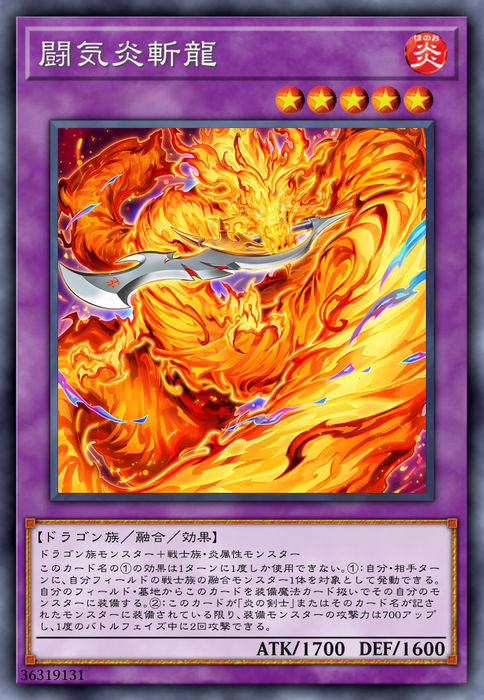 闘気炎斬龍
ほのお
炎
【ドラゴン族／融合／効果】
ドラゴン族モンスター＋戦士族・炎属性モンスター
このカード名の①の効果は1ターンに1度しか使用できない。①：自分・相手ター
ンに、自分フィールドの戦士族の融合モンスター1体を対象として発動できる。
自分のフィールド・墓地からこのカードを装備魔法カード扱いでその自分のモ
ンスターに装備する。②：このカードが「炎の剣士」またはそのカード名が記さ
れたモンスターに装備されている限り、装備モンスターの攻撃力は700アップ
し、1度のバトルフェイズ中に2回攻撃できる。
ATK/1700 DEF/1600
36319131